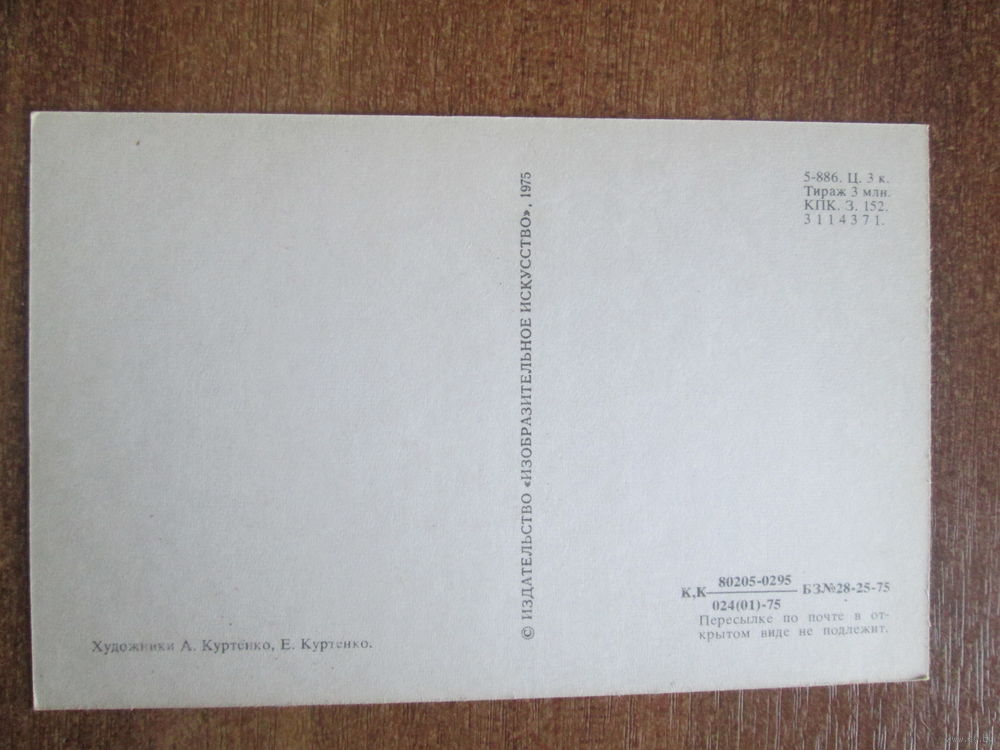 5-886. Ц. 3 к.
Тираж 3 млн.
КПК. З. 152.
3114371.
© ИЗДАТЕЛЬСТВО «ИЗОБРАЗИТЕЛЬНОЕ ИСКУССТВО», 1975
К,К 80205-0295 БЗ№28-25-75
024(01)-75
Пересылке по почте в от-
крытом виде не подлежит.
Художники А. Куртенко, Е. Куртенко.